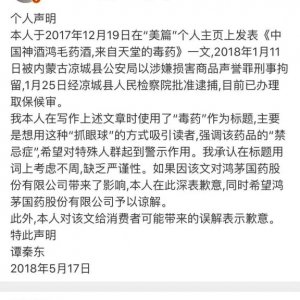 个人声明
本人于2017年12月19日在“美篇”个人主页上发表《中
国神酒鸿毛药酒,来自天堂的毒药》一文,2018年1月11
日被内蒙古凉城县公安局以涉嫌损害商品声誉罪刑事拘
留,1月25日经凉城县人民检察院批准逮捕,目前已办理
取保候审。
我本人在写作上述文章时使用了“毒药”作为标题,主
要是想用这种“抓眼球”的方式吸引读者,强调该药品的“禁
忌症”,希望对特殊人群起到警示作用。我承认在标题用
词上考虑不周,缺乏严谨性。如果因该文对鸿茅国药股
份有限公司带来了影响,本人在此深表歉意,同时希望鸿
茅国药股份有限公司予以谅解。
此外,本人对该文给消费者可能带来的误解表示歉意。
特此声明
谭秦东
2018年5月17日